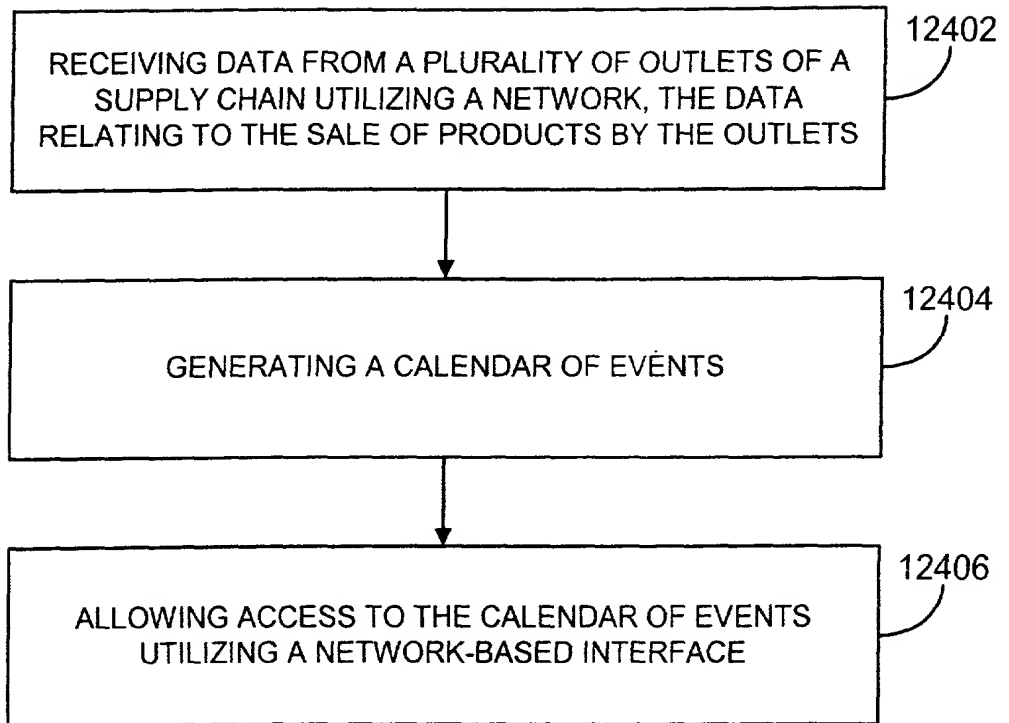 12402
RECEIVING DATA FROM A PLURALITY OF OUTLETS OF A
SUPPLY CHAIN UTILIZING A NETWORK, THE DATA
RELATING TO THE SALE OF PRODUCTS BY THE OUTLETS
12404
GENERATING A CALENDAR OF EVENTS
12406
ALLOWING ACCESS TO THE CALENDAR OF EVENTS
UTILIZING A NETWORK-BASED INTERFACE